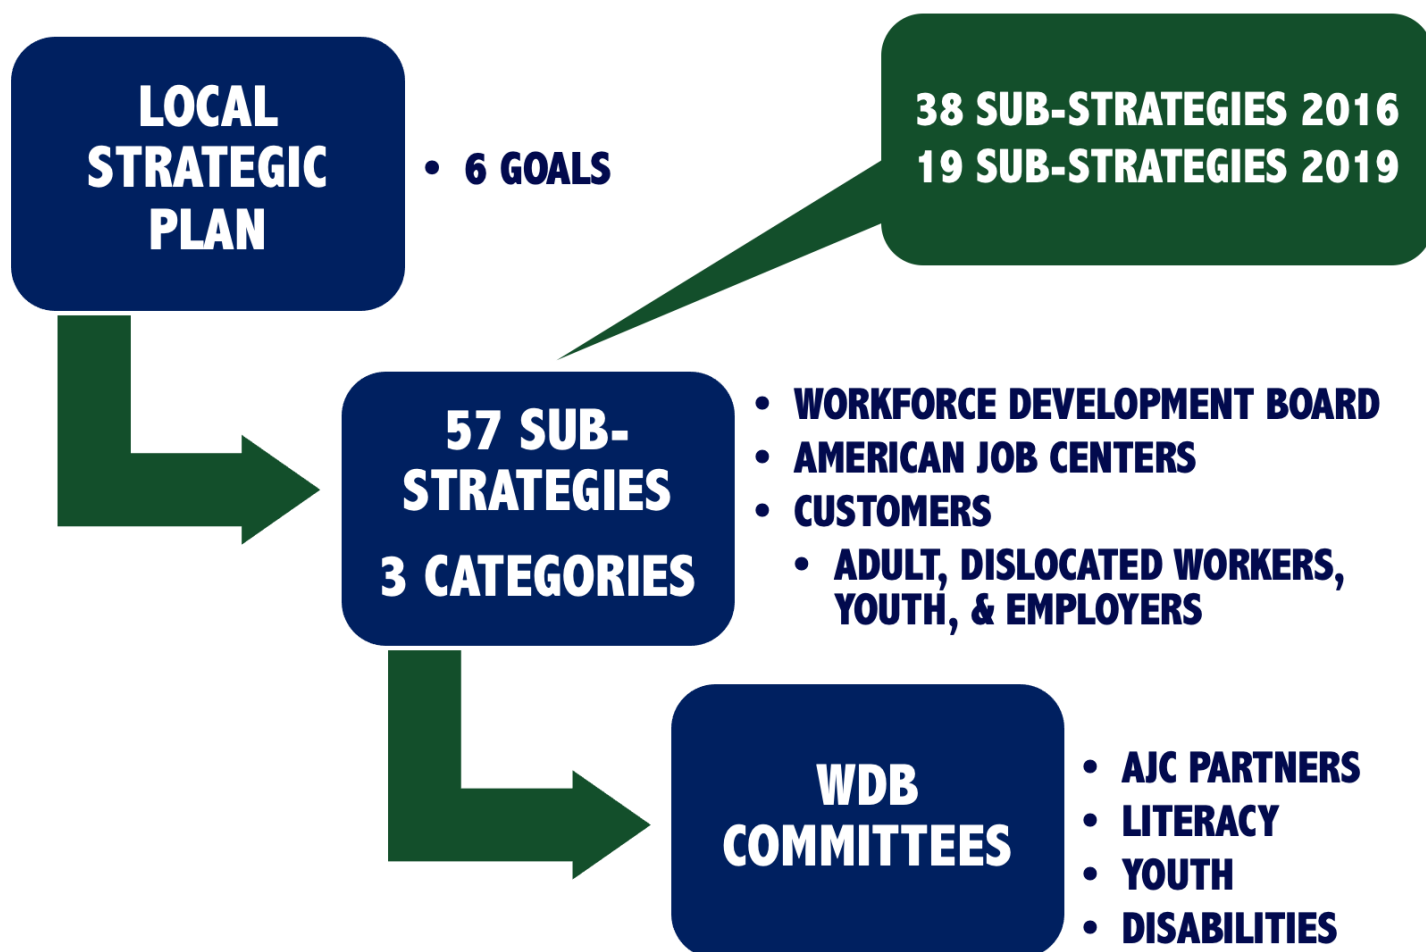 LOCAL
STRATEGIC
PLAN
• 6 GOALS
38 SUB-STRATEGIES 2016
19 SUB-STRATEGIES 2019
57 SUB-
STRATEGIES
3 CATEGORIES
• WORKFORCE DEVELOPMENT BOARD
• AMERICAN JOB CENTERS
• CUSTOMERS
• ADULT, DISLOCATED WORKERS,
YOUTH, & EMPLOYERS
WDB
COMMITTEES
• AJC PARTNERS
• LITERACY
• YOUTH
• DISABILITIES